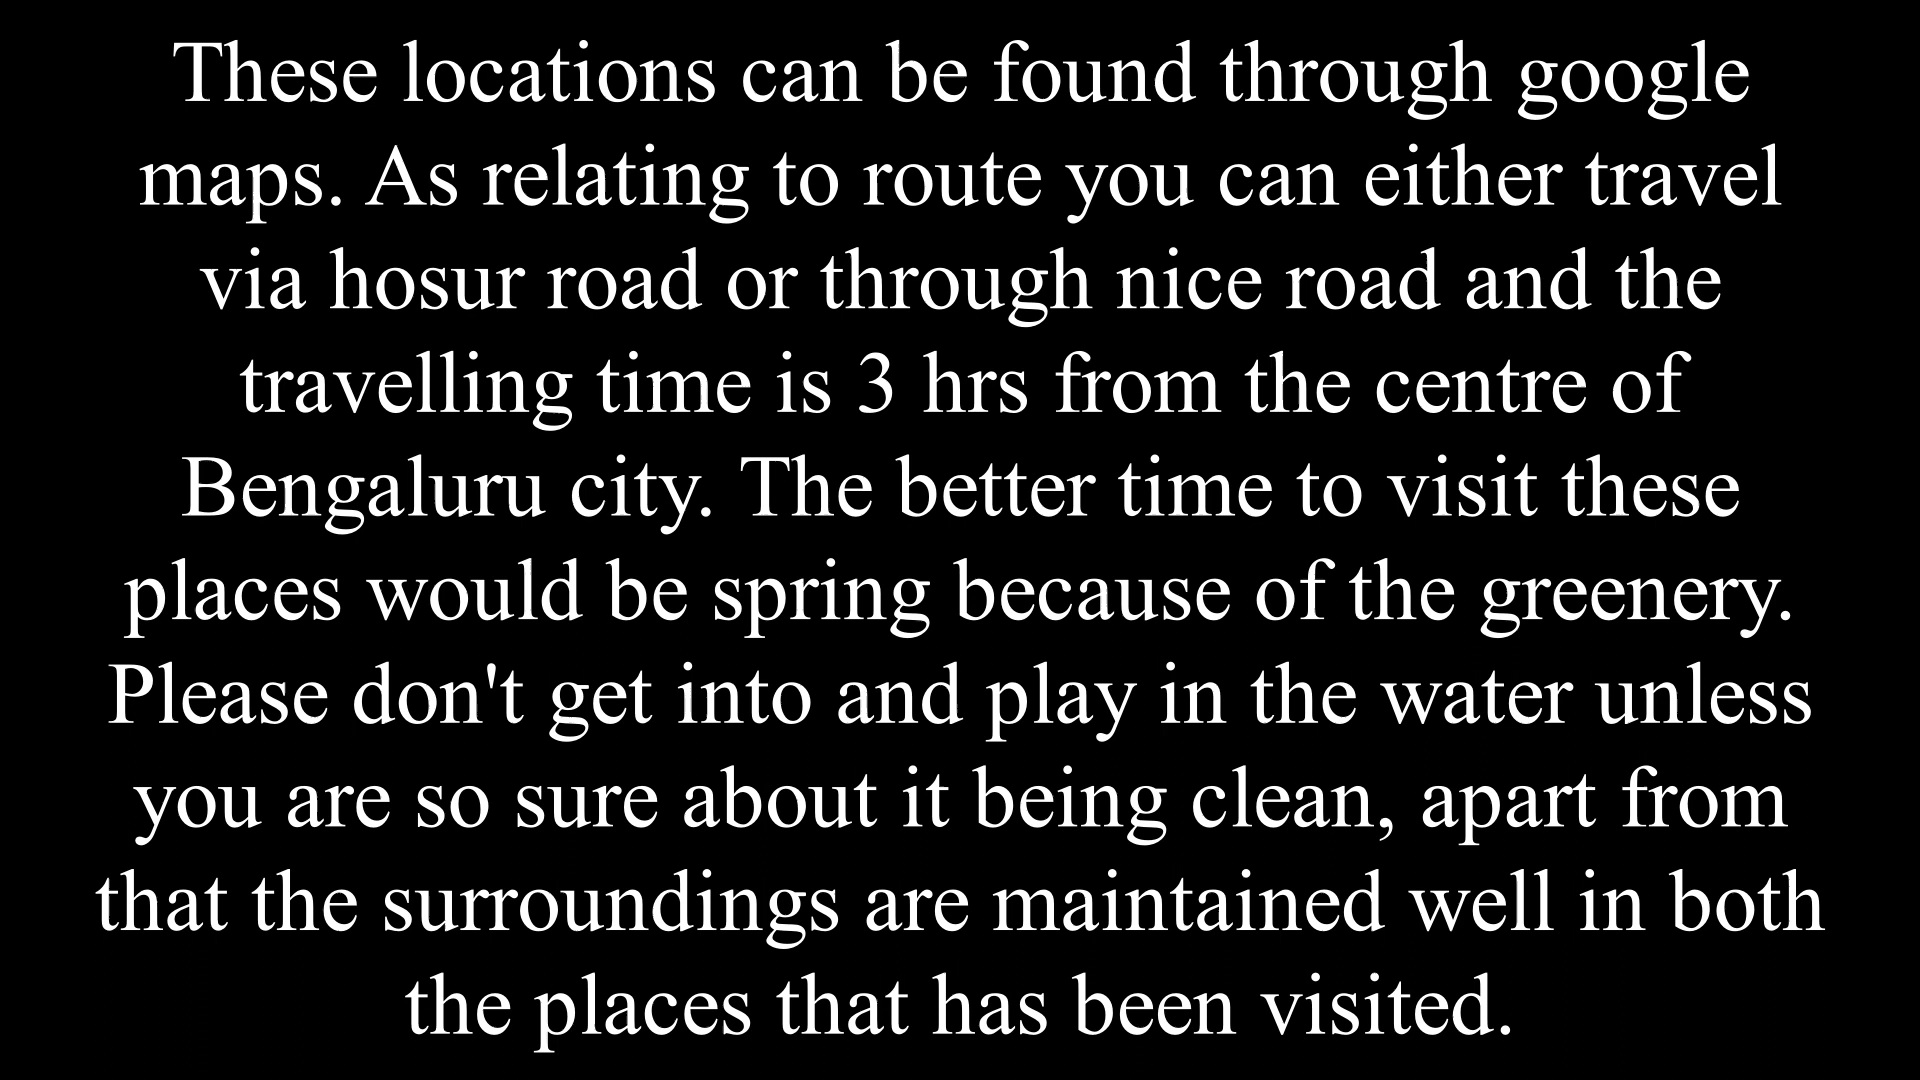 These locations can be found through google
maps. As relating to route you can either travel
via hosur road or through nice road and the
travelling time is 3 hrs from the centre of
Bengaluru city. The better time to visit these
places would be spring because of the greenery.
Please don't get into and play in the water unless
you are so sure about it being clean, apart from
that the surroundings are maintained well in both
the places that has been visited.